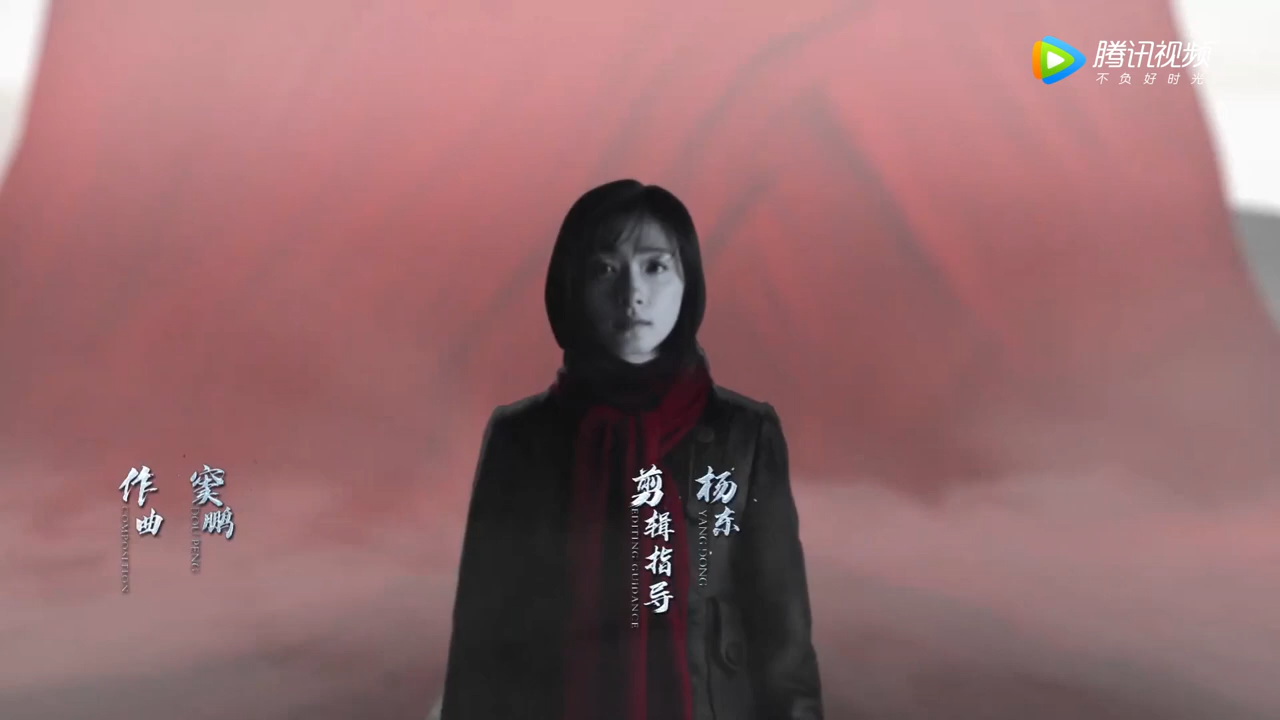 腾讯视频
不负好时光
作曲
COMPOSITION
窦鹏
DOU PENG
剪辑指导
EDITING GUIDANCE
杨东
YANG DONG